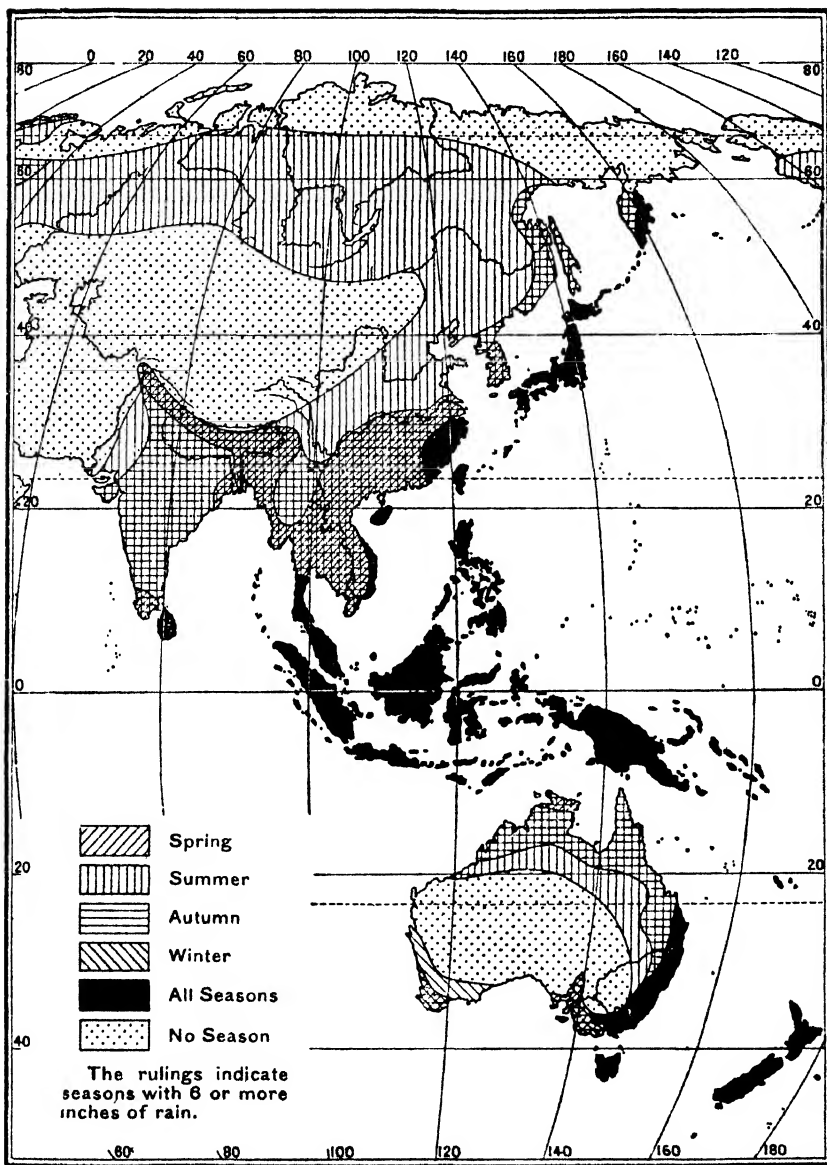 80 0 20 40 60 80 100 120 140 160 180 160 140 120 80
60 60
40 40
20 20
0 0
Spring
Summer
Autumn
Winter
All Seasons
No Season
20 20
40 40
The rulings indicate
seasons with 6 or more
inches of rain.
60 80 100 120 140 160 180